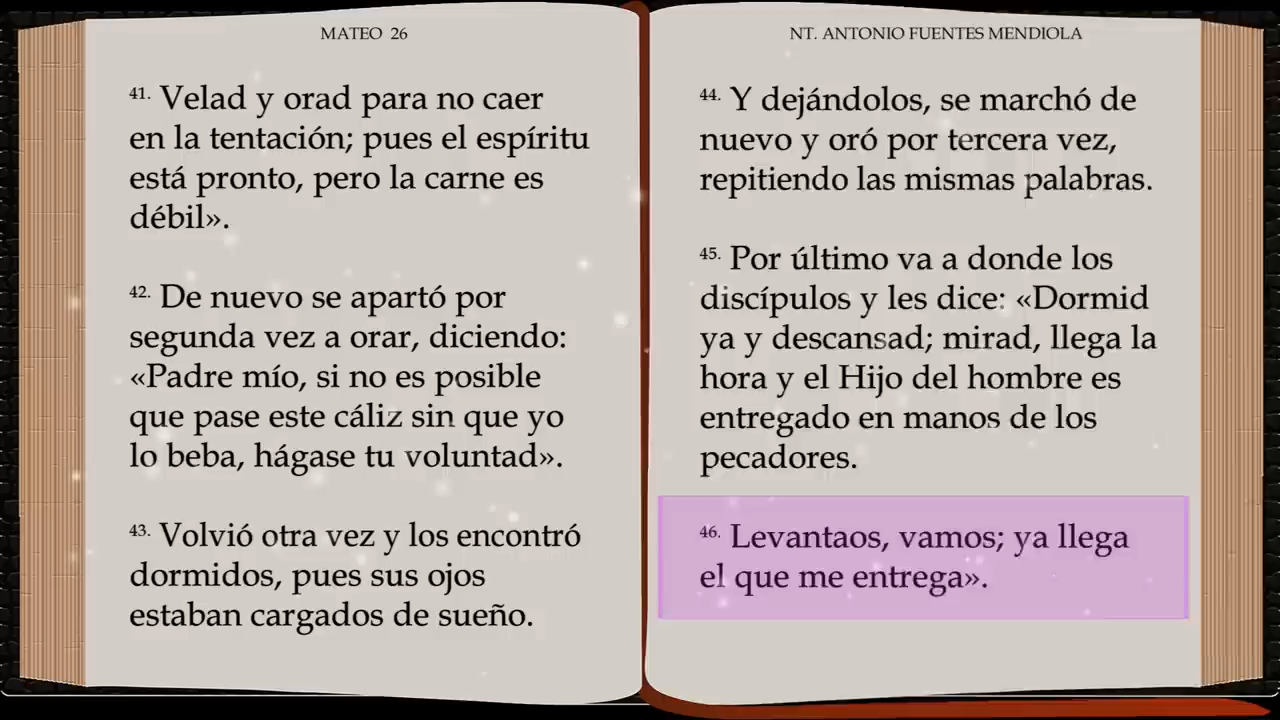 MATEO 26
41. Velad y orad para no caer
en la tentación; pues el espíritu
está pronto, pero la carne es
débil».
42. De nuevo se apartó por
segunda vez a orar, diciendo:
«Padre mío, si no es posible
que pase este cáliz sin que yo
lo beba, hágase tu voluntad».
43. Volvió otra vez y los encontró
dormidos, pues sus ojos
estaban cargados de sueño.
NT. ANTONIO FUENTES MENDIOLA
44. Y dejándolos, se marchó de
nuevo y oró por tercera vez,
repitiendo las mismas palabras.
45. Por último va a donde los
discípulos y les dice: «Dormid
ya y descansad; mirad, llega la
hora y el Hijo del hombre es
entregado en manos de los
pecadores.
46. Levantaos, vamos; ya llega
el que me entrega».